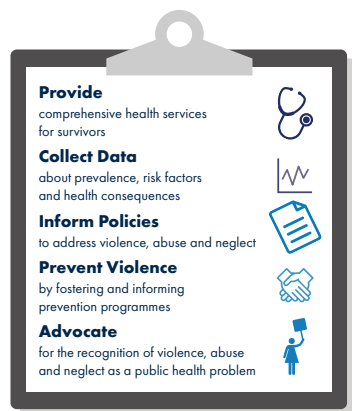 Provide
comprehensive health services
for survivors
Collect Data
about prevalence, risk factors
and health consequences
Inform Policies
to address violence, abuse and neglect
Prevent Violence
by fostering and informing
prevention programmes
Advocate
for the recognition of violence, abuse
and neglect as a public health problem